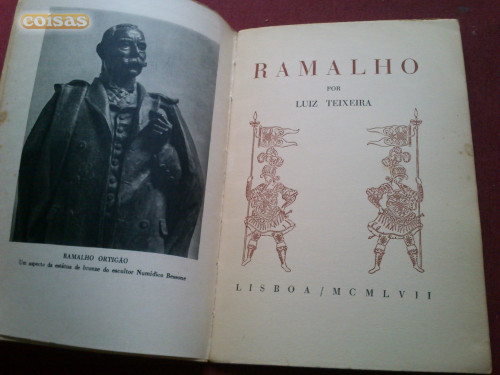 coisas
RAMALHO ORTIGÃO
Um aspecto da estátua de bronze do escultor Numídico Bessone
RAMALHO
POR
LUIZ TEIXEIRA
LISBOA / MCMLVII